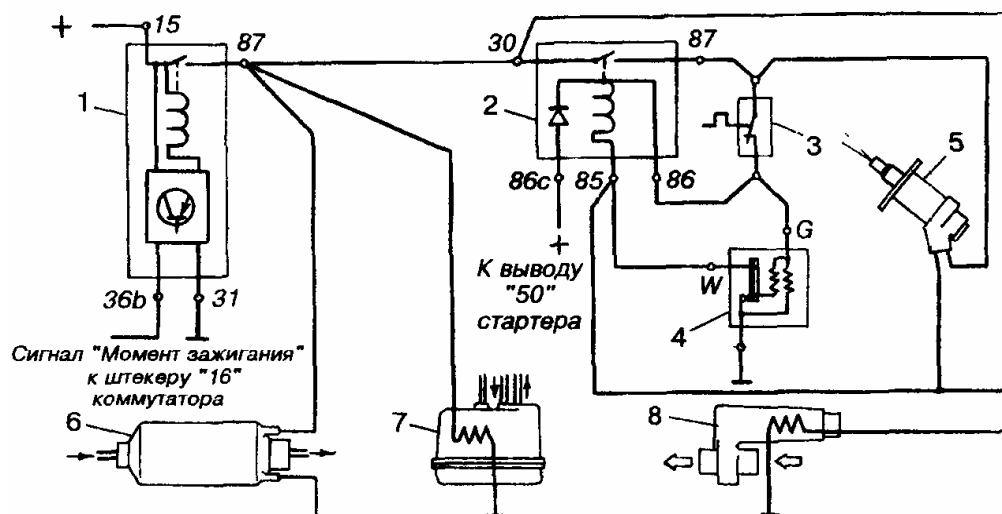 + 15
87
30
87
1
2
3
5
86c
85
86
G
+
К выводу
"50"
стартера
W
4
36b
31
Сигнал "Момент зажигания"
к штекеру "16"
коммутатора
6
7
8